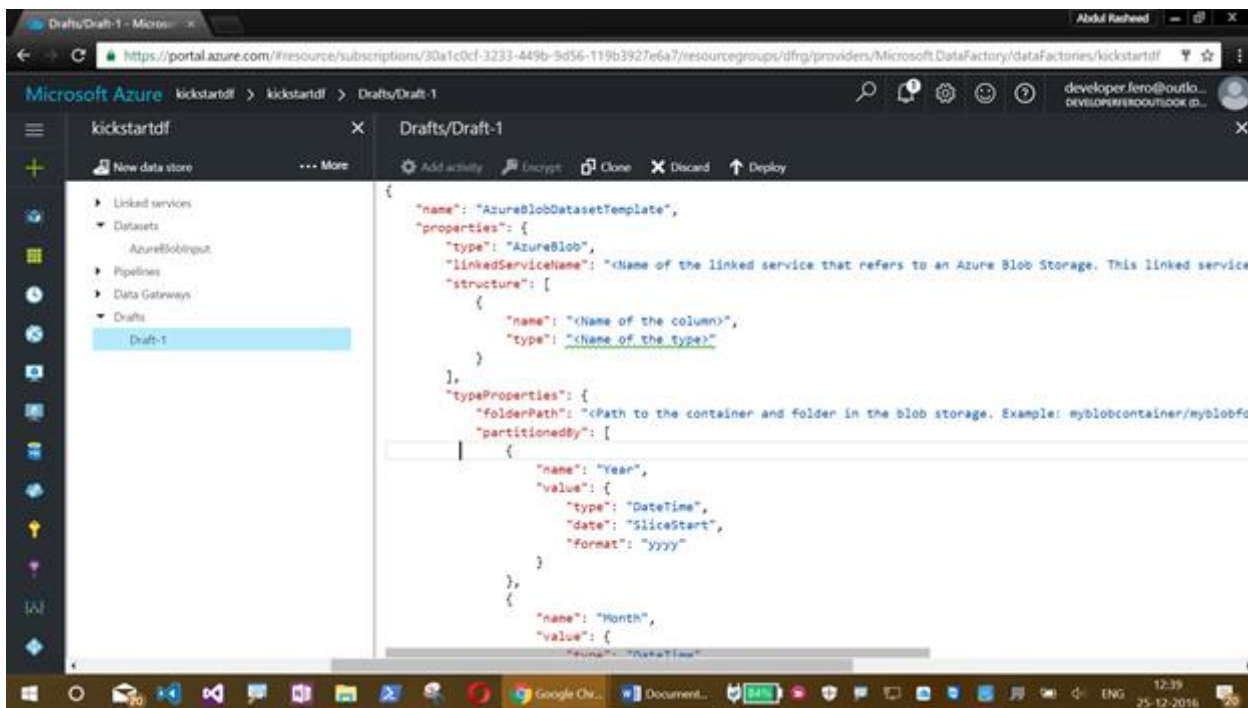 Drafts/Draft-1 - Micros
Abdul Rasheed
https://portal.azure.com/#resource/subscriptions/30a1c0cf-3233-449b-9d56-119b3927e6a7/resourcegroups/dfrg/providers/Microsoft.DataFactory/dataFactories/kickstartdf
Microsoft Azure kickstartdf > kickstartdf > Drafts/Draft-1
developer.fero@outlo...
DEVELOPERFEROOUTLOOK (D...
kickstartdf
Drafts/Draft-1
New data store
... More
Add activity Encrypt Clone Discard Deploy
Linked services
Datasets
AzureBlobInput
Pipelines
Data Gateways
Drafts
Draft-1
{
"name": "AzureBlobDatasetTemplate",
"properties": {
"type": "AzureBlob",
"linkedServiceName": "<Name of the linked service that refers to an Azure Blob Storage. This linked service
"structure": [
{
"name": "<Name of the column>",
"type": "<Name of the type>"
}
],
"typeProperties": {
"folderPath": "<Path to the container and folder in the blob storage. Example: myblobcontainer/myblobfo
"partitionedBy": [
{
"name": "Year",
"value": {
"type": "DateTime",
"date": "SliceStart",
"format": "yyyy"
}
},
{
"name": "Month",
"value": {
"type": "DateTime"
Google Chr...
Document...
84%
ENG
12:39
25-12-2016